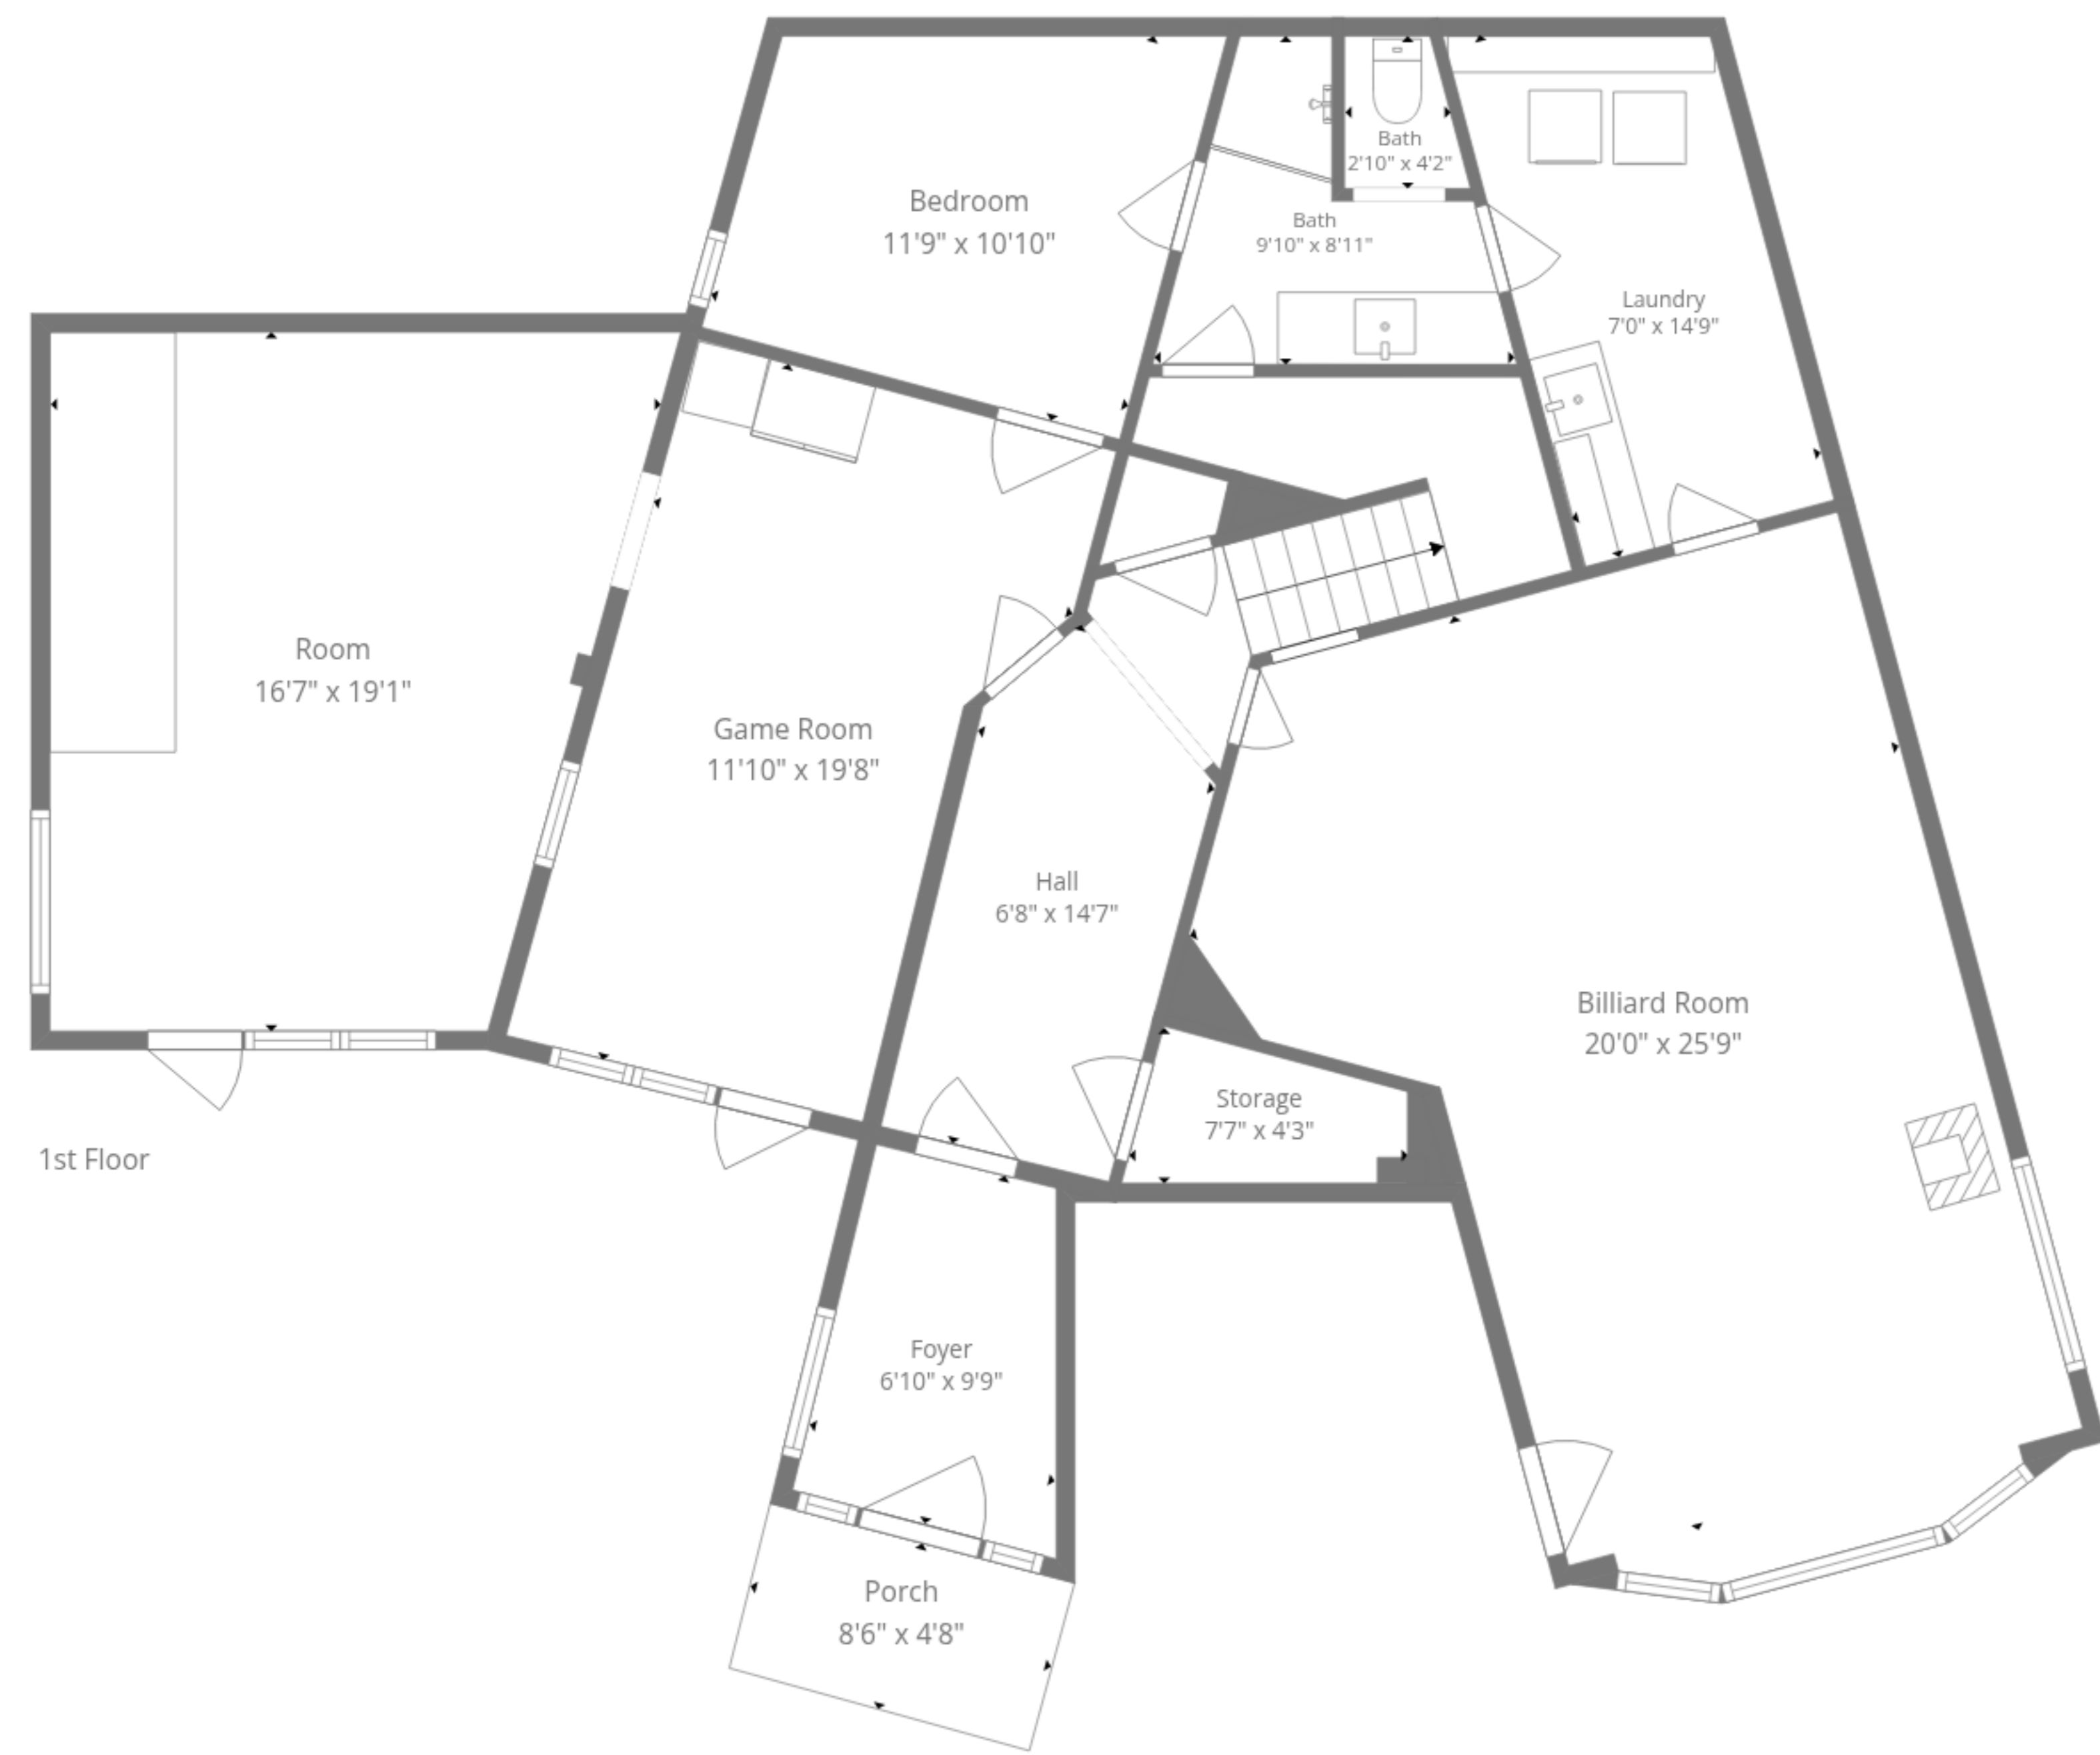 Bath
2'10" x 4'2"
Bedroom
11'9" x 10'10"
Bath
9'10" x 8'11"
Laundry
7'0" x 14'9"
Room
16'7" x 19'1"
Game Room
11'10" x 19'8"
Hall
6'8" x 14'7"
Billiard Room
20'0" x 25'9"
Storage
7'7" x 4'3"
1st Floor
Foyer
6'10" x 9'9"
Porch
8'6" x 4'8"